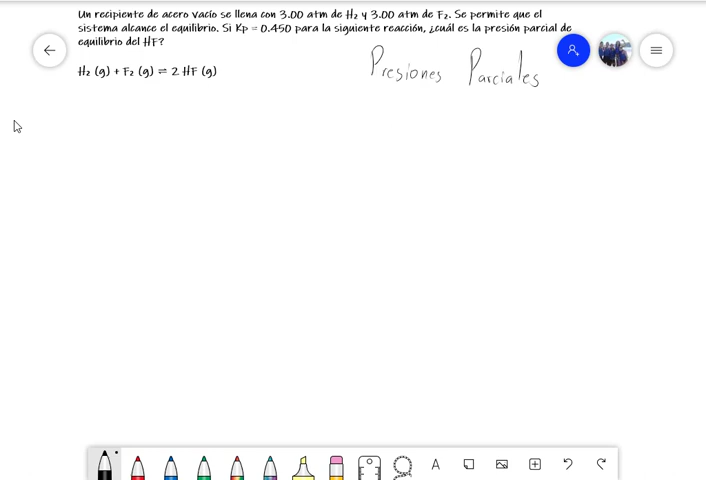 Un recipiente de acero vacío se llena con 3.00 atm de H₂ y 3.00 atm de F₂. Se permite que el
sistema alcance el equilibrio. Si Kp = 0.450 para la siguiente reacción, ¿cuál es la presión parcial de
equilibrio del HF?
Presiones Parciales
H₂ (g) + F₂ (g) ⇌ 2 HF (g)
A